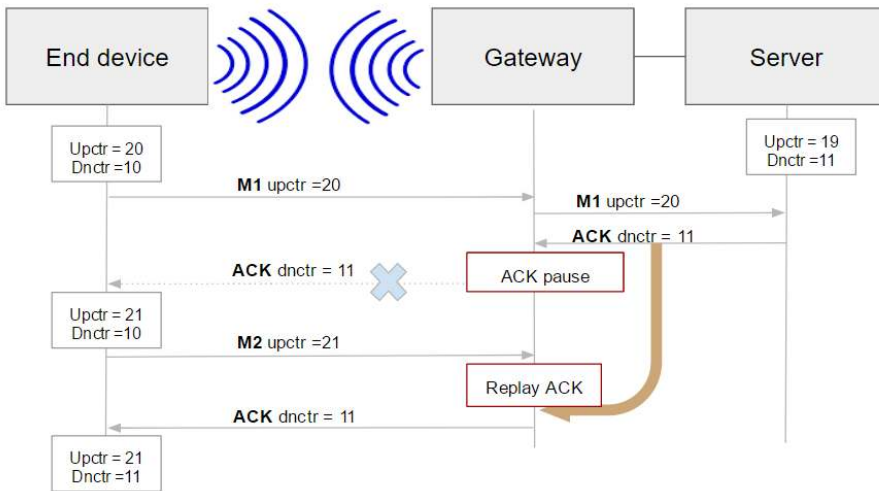 End device
Gateway
Server
Upctr = 20
Dnctr =10
Upctr = 19
Dnctr =11
M1 upctr =20
M1 upctr =20
ACK dnctr = 11
ACK dnctr = 11
ACK pause
Upctr = 21
Dnctr =10
M2 upctr =21
Replay ACK
ACK dnctr = 11
Upctr = 21
Dnctr =11